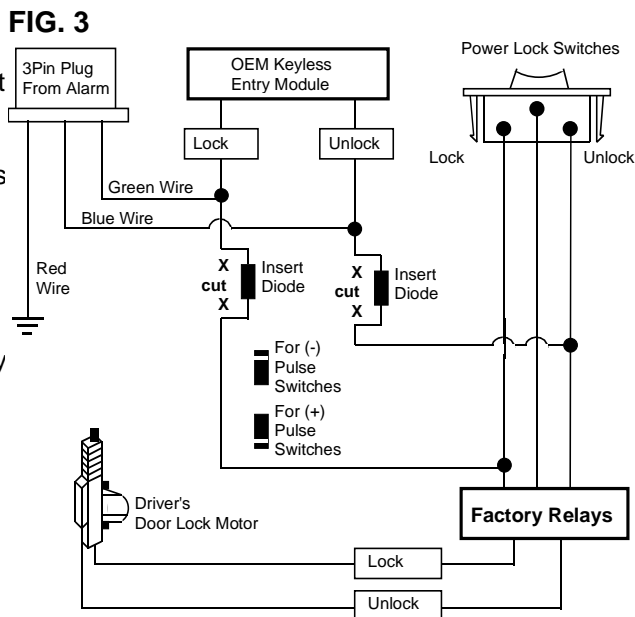 FIG. 3
t
s
y
3Pin Plug
From Alarm
OEM Keyless
Entry Module
Power Lock Switches
Lock
Unlock
Lock
Unlock
Green Wire
Blue Wire
Red
Wire
X
cut
X
Insert
Diode
X
cut
X
Insert
Diode
For (-)
Pulse
Switches
For (+)
Pulse
Switches
Driver's
Door Lock Motor
Factory Relays
Lock
Unlock